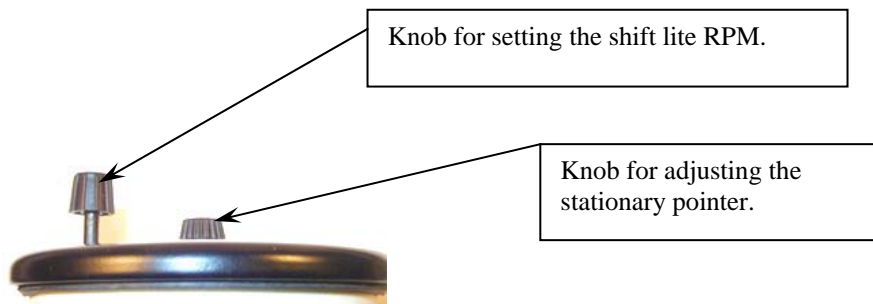 Knob for setting the shift lite RPM.
Knob for adjusting the
stationary pointer.